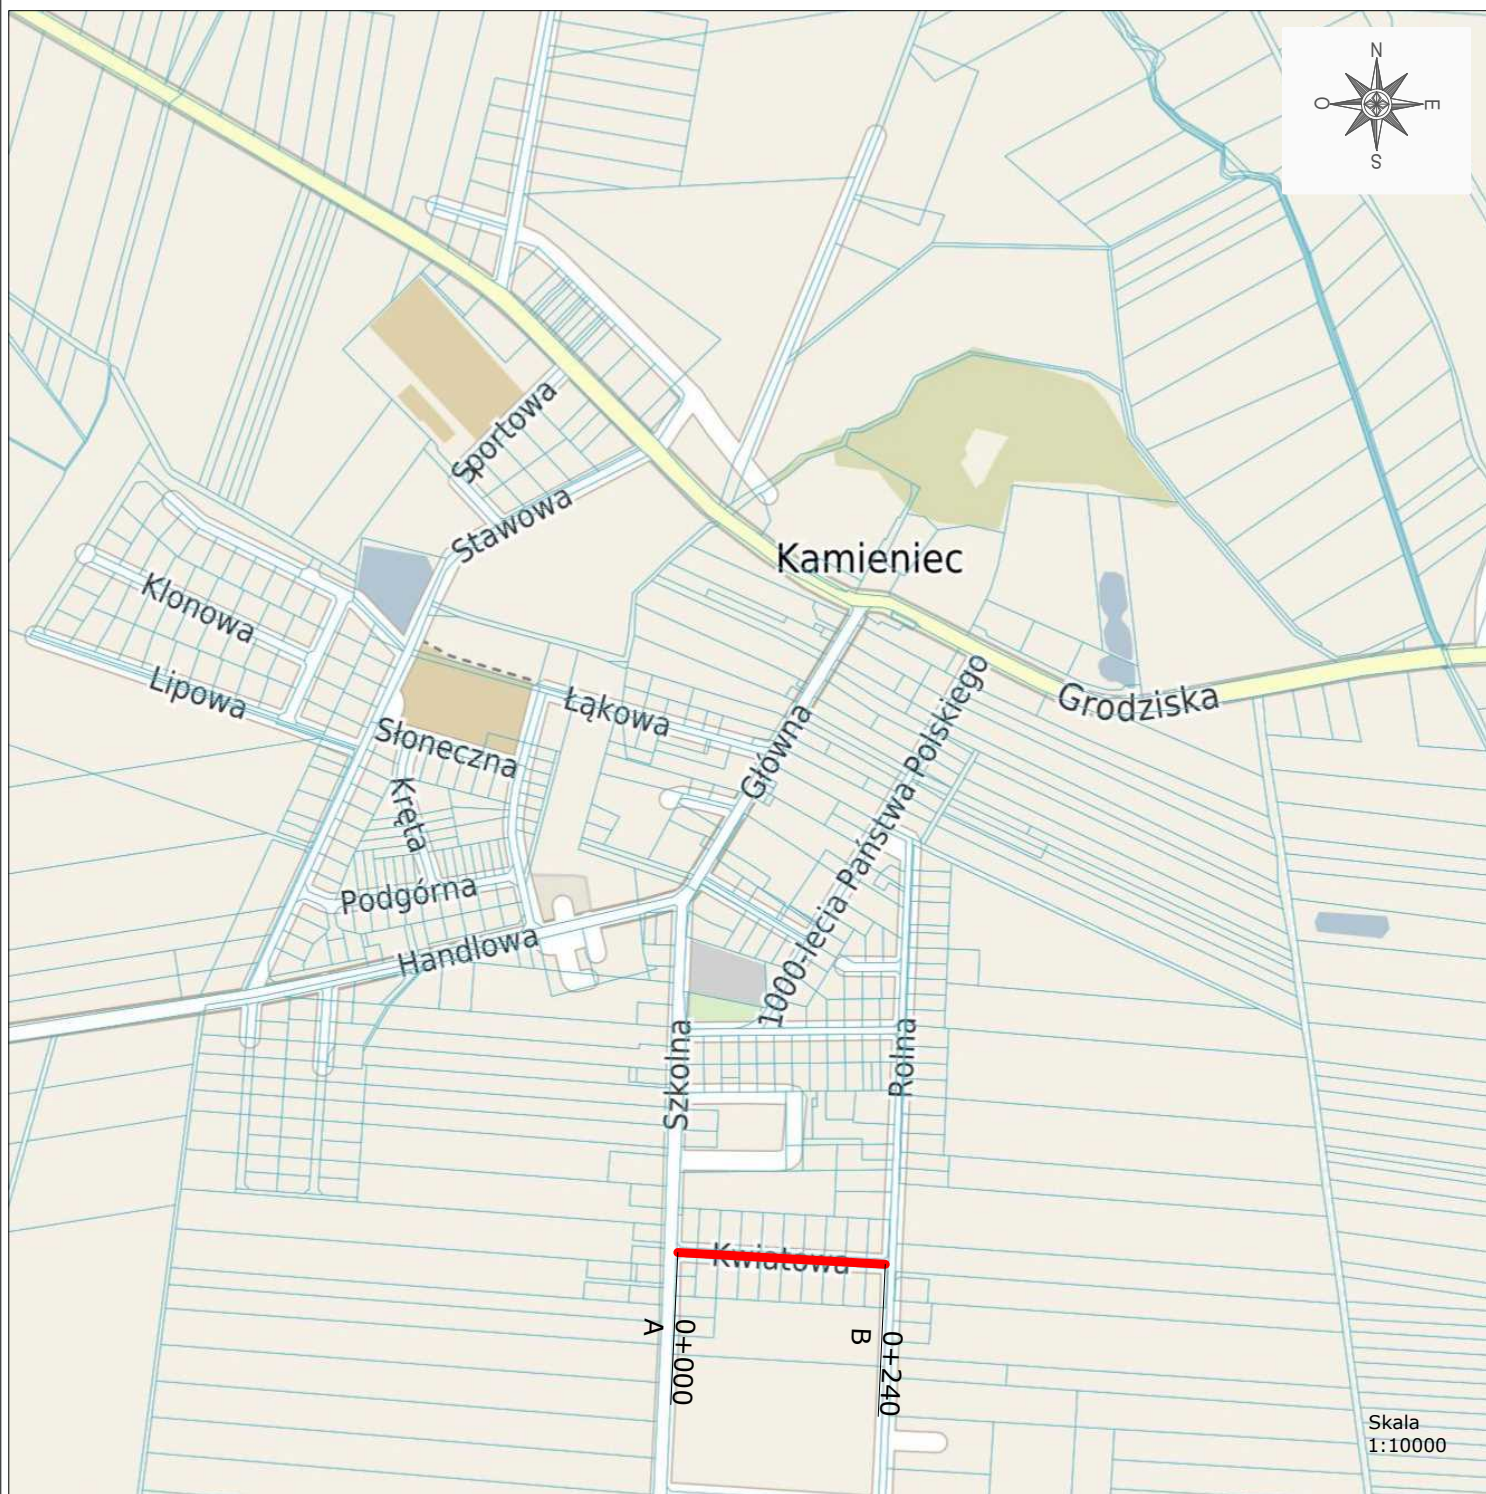 N
O
E
S
Sportowa
Stawowa
Kamieniec
Klonowa
Lipowa
Łąkowa
Grodziska
Słoneczna
Główna
1000-lecia Państwa Polskiego
Kręta
Podgórna
Handlowa
Szkolna
Rolna
Kwiatowa
A
0+000
B
0+240
Skala
1:10000